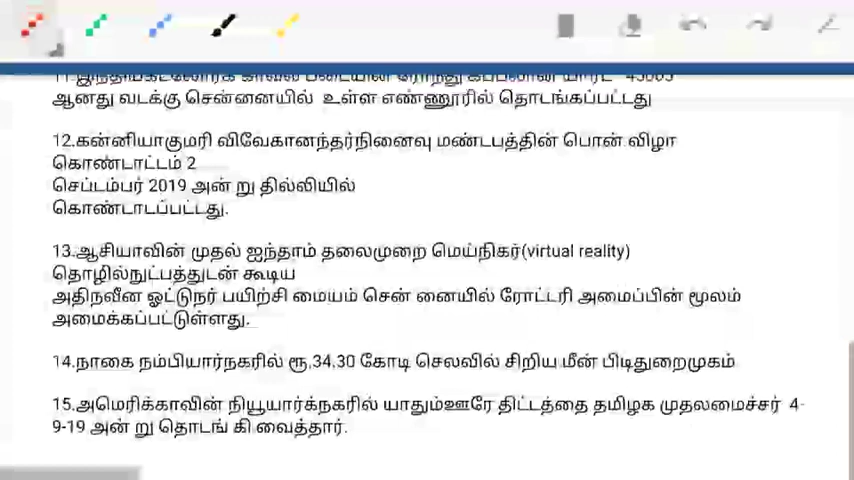 ஆனது வடக்கு சென்னையில் உள்ள எண்ணூரில் தொடங்கப்பட்டது
12.கன்னியாகுமரி விவேகானந்தர்நினைவு மண்டபத்தின் பொன் விழா
கொண்டாட்டம் 2
செப்டம்பர் 2019 அன் று தில்லியில்
கொண்டாடப்பட்டது.
13.ஆசியாவின் முதல் ஐந்தாம் தலைமுறை மெய்நிகர்(virtual reality)
தொழில்நுட்பத்துடன் கூடிய
அதிநவீன ஓட்டுநர் பயிற்சி மையம் சென் னையில் ரோட்டரி அமைப்பின் மூலம்
அமைக்கப்பட்டுள்ளது.
14.நாகை நம்பியார்நகரில் ரூ,34.30 கோடி செலவில் சிறிய மீன் பிடிதுறைமுகம்
15.அமெரிக்காவின் நியூயார்க்நகரில் யாதும்ஊரே திட்டத்தை தமிழக முதலமைச்சர் 4-
9-19 அன் று தொடங் கி வைத்தார்.